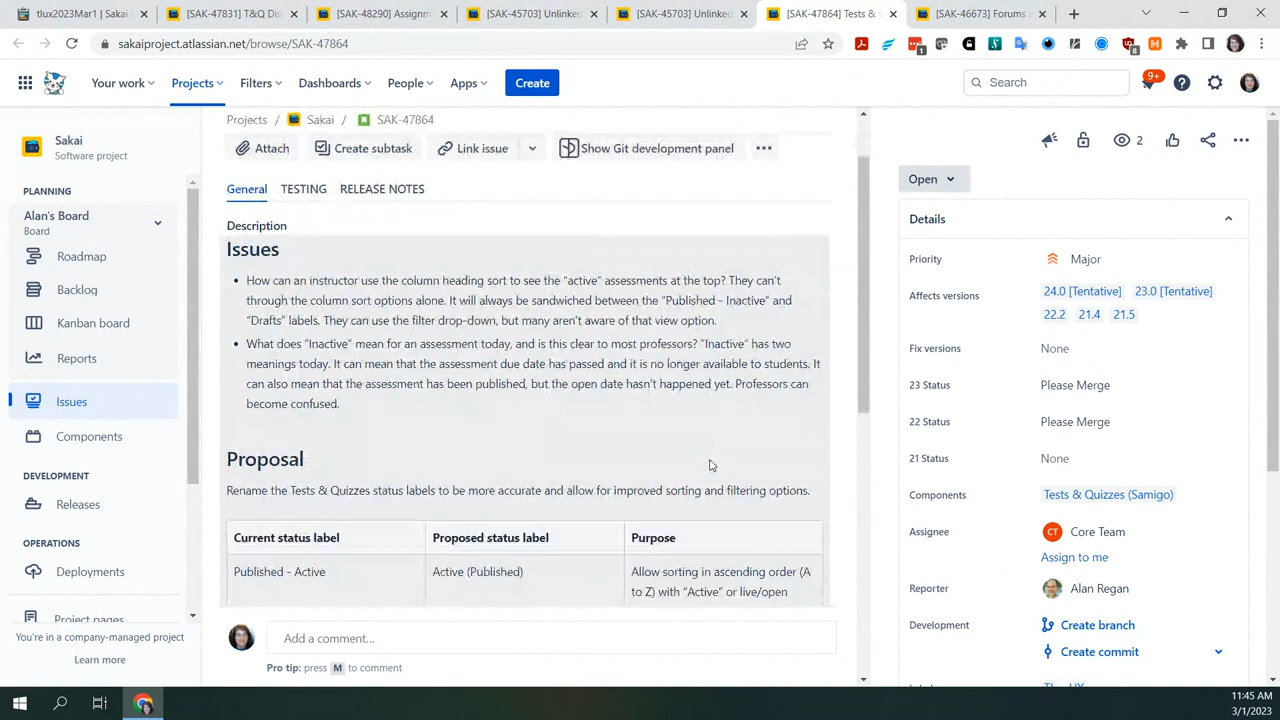 tlux2023Mar1 | Sakai
[SAK-47831] T&Q Dis
[SAK-48290] Assignm
[SAK-45703] Unlinked
[SAK-45703] Unlinked
[SAK-47864] Tests &
[SAK-46673] Forums
sakaiproject.atlassian.net/browse/SAK-47864
1
8
Your work
Projects
Filters
Dashboards
People
Apps
Create
Search
9+
Sakai
Software project
PLANNING
Alan's Board
Board
Roadmap
Backlog
Kanban board
Reports
Issues
Components
DEVELOPMENT
Releases
OPERATIONS
Deployments
Project pages
You're in a company-managed project
Learn more
Projects / Sakai / SAK-47864
Attach
Create subtask
Link issue
Show Git development panel
General
TESTING
RELEASE NOTES
Description
Issues
• How can an instructor use the column heading sort to see the "active" assessments at the top? They can't
through the column sort options alone. It will always be sandwiched between the "Published - Inactive" and
"Drafts" labels. They can use the filter drop-down, but many aren't aware of that view option.
• What does "Inactive" mean for an assessment today, and is this clear to most professors? "Inactive" has two
meanings today. It can mean that the assessment due date has passed and it is no longer available to students. It
can also mean that the assessment has been published, but the open date hasn't happened yet. Professors can
become confused.
Proposal
Rename the Tests & Quizzes status labels to be more accurate and allow for improved sorting and filtering options.
Current status label
Proposed status label
Purpose
Published - Active
Active (Published)
Allow sorting in ascending order (A
to Z) with "Active" or live/open
Add a comment...
Pro tip: press M to comment
2
Open
Details
Priority
Major
Affects versions
24.0 [Tentative] 23.0 [Tentative]
22.2 21.4 21.5
Fix versions
None
23 Status
Please Merge
22 Status
Please Merge
21 Status
None
Components
Tests & Quizzes (Samigo)
Assignee
CT
Core Team
Assign to me
Reporter
Alan Regan
Development
Create branch
Create commit
11:45 AM
3/1/2023